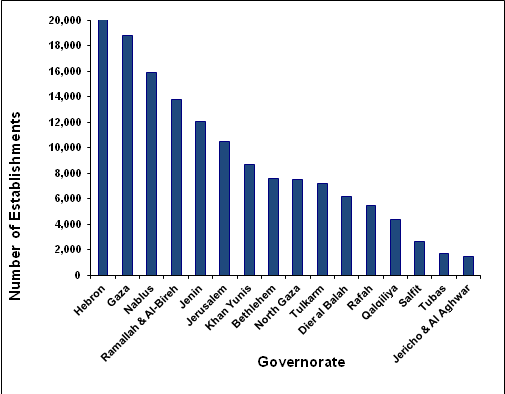 Number of Establishments
20,000
18,000
16,000
14,000
12,000
10,000
8,000
6,000
4,000
2,000
0
Hebron
Gaza
Nablus
Ramallah & Al-Bireh
Jenin
Jerusalem
Khan Yunis
Bethlehem
North Gaza
Tulkarm
Dier al Balah
Rafah
Qalqiliya
Salfit
Tubas
Jericho & Al Aghwar
Governorate